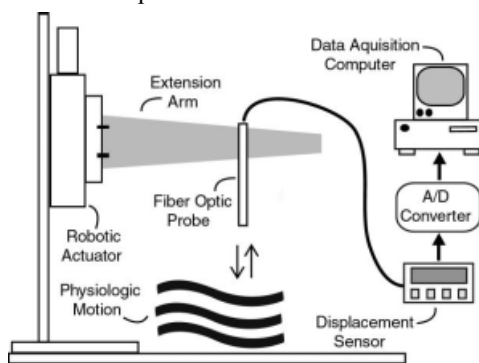 Data Aquisition
Computer
Extension
Arm
Fiber Optic
Probe
A/D
Converter
Robotic
Actuator
Physiologic
Motion
Displacement
Sensor